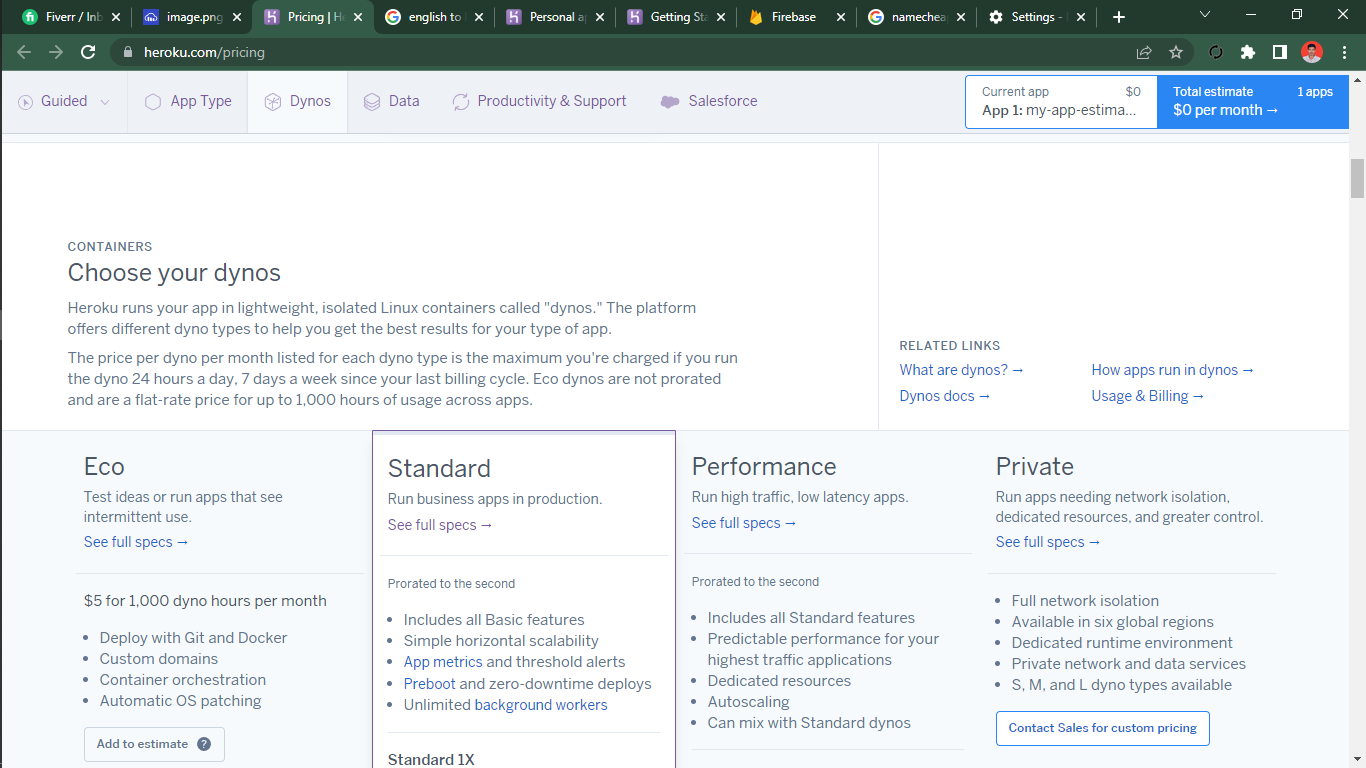 Fiverr / Inb
image.png
Pricing | He
english to
Personal ap
Getting Sta
Firebase
namecheap
Settings -
heroku.com/pricing
Guided
App Type
Dynos
Data
Productivity & Support
Salesforce
Current app $0
App 1: my-app-estima...
Total estimate 1 apps
$0 per month →
CONTAINERS
Choose your dynos
Heroku runs your app in lightweight, isolated Linux containers called "dynos." The platform
offers different dyno types to help you get the best results for your type of app.
The price per dyno per month listed for each dyno type is the maximum you're charged if you run
the dyno 24 hours a day, 7 days a week since your last billing cycle. Eco dynos are not prorated
and are a flat-rate price for up to 1,000 hours of usage across apps.
RELATED LINKS
What are dynos? → How apps run in dynos →
Dynos docs → Usage & Billing →
Eco
Test ideas or run apps that see
intermittent use.
See full specs →
$5 for 1,000 dyno hours per month
• Deploy with Git and Docker
• Custom domains
• Container orchestration
• Automatic OS patching
Add to estimate ?
Standard
Run business apps in production.
See full specs →
Prorated to the second
• Includes all Basic features
• Simple horizontal scalability
• App metrics and threshold alerts
• Preboot and zero-downtime deploys
• Unlimited background workers
Standard 1X
Performance
Run high traffic, low latency apps.
See full specs →
Prorated to the second
• Includes all Standard features
• Predictable performance for your
highest traffic applications
• Dedicated resources
• Autoscaling
• Can mix with Standard dynos
Private
Run apps needing network isolation,
dedicated resources, and greater control.
See full specs →
• Full network isolation
• Available in six global regions
• Dedicated runtime environment
• Private network and data services
• S, M, and L dyno types available
Contact Sales for custom pricing